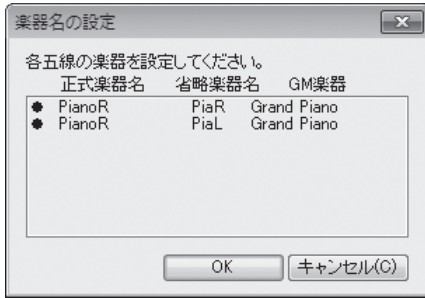 楽器名の設定
各五線の楽器を設定してください。
正式楽器名 省略楽器名 GM楽器
● PianoR PiaR Grand Piano
● PianoR PiaL Grand Piano
OK キャンセル(C)